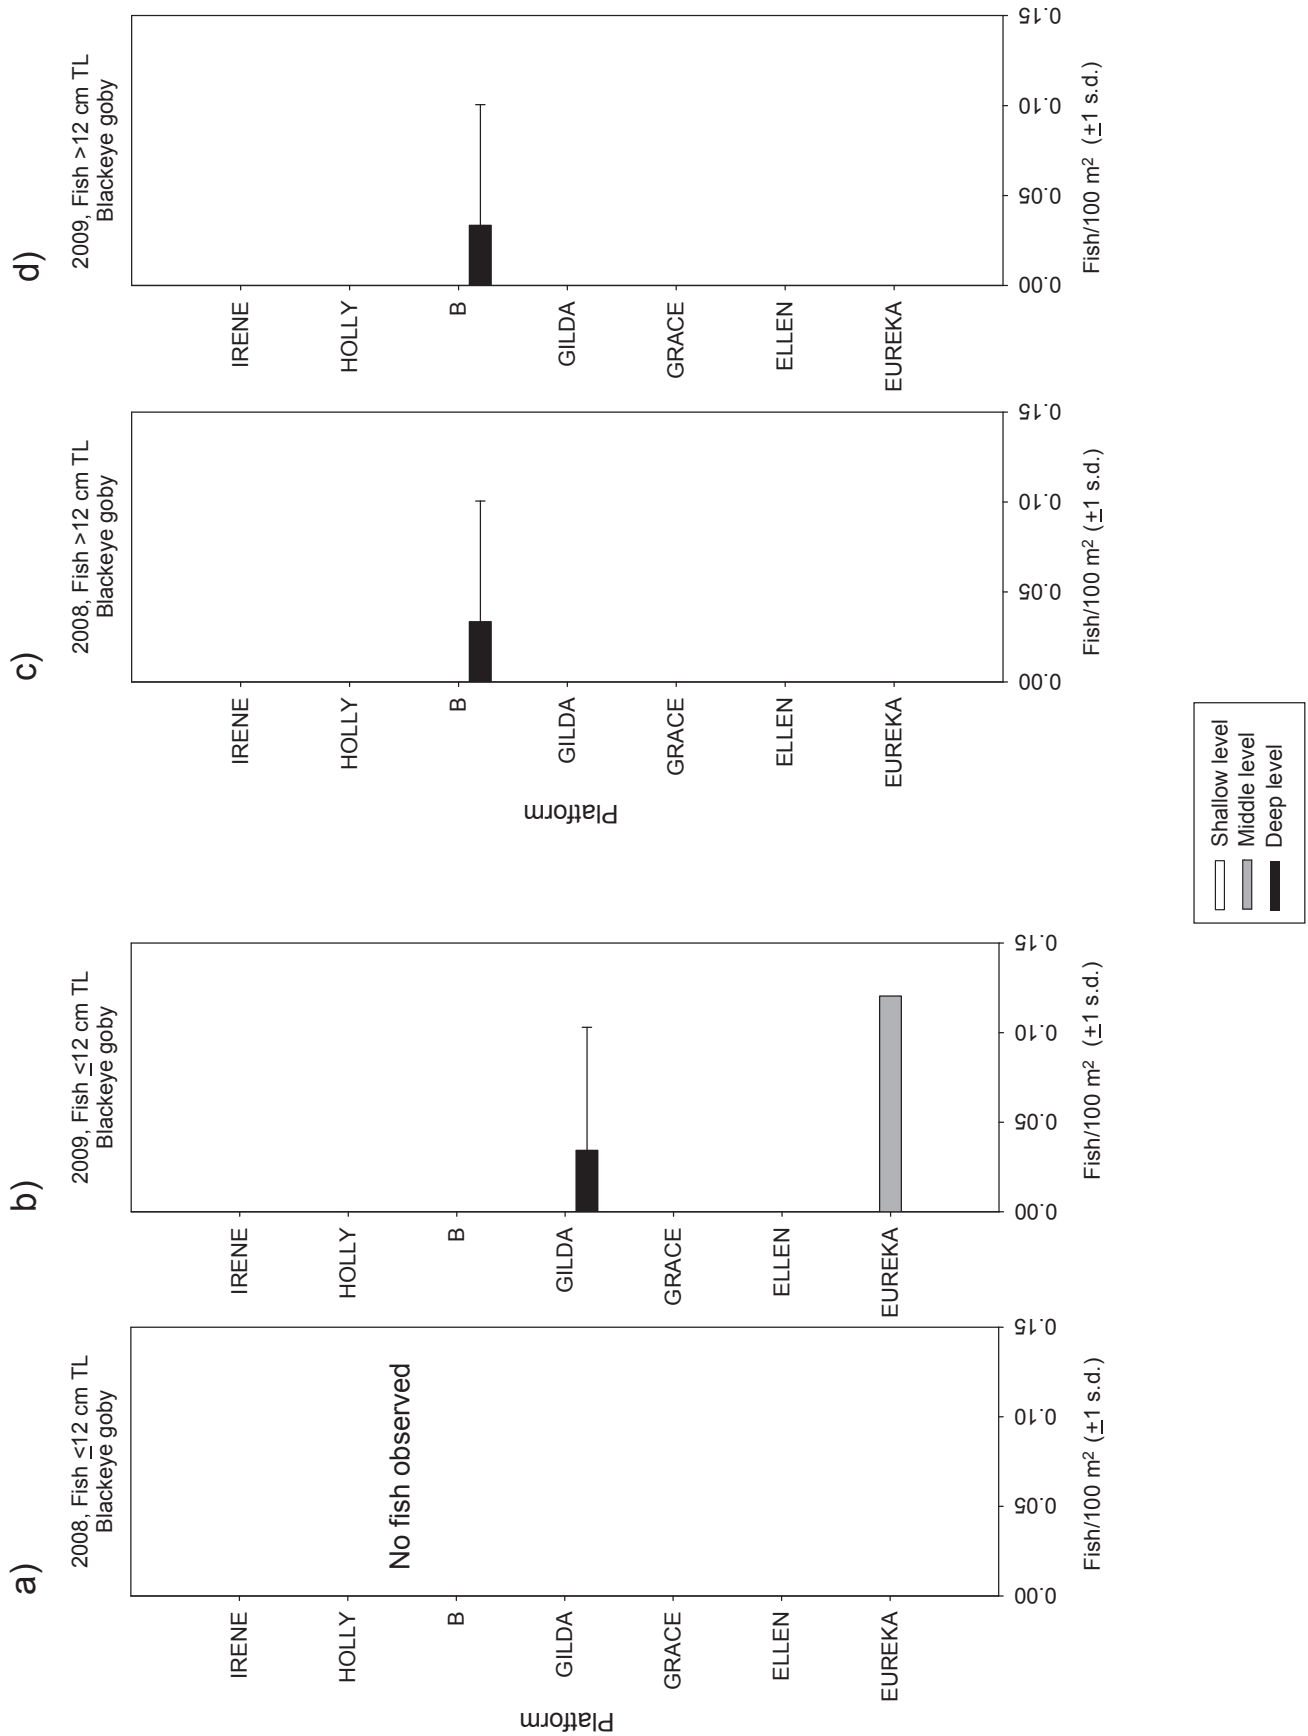 a)
2008, Fish ≤12 cm TL
Blackeye goby
Platform
IRENE
HOLLY
B
GILDA
GRACE
ELLEN
EUREKA
No fish observed
0.00
0.05
0.10
0.15
Fish/100 m² (±1 s.d.)
b)
2009, Fish ≤12 cm TL
Blackeye goby
IRENE
HOLLY
B
GILDA
GRACE
ELLEN
EUREKA
0.00
0.05
0.10
0.15
Fish/100 m² (±1 s.d.)
c)
2008, Fish >12 cm TL
Blackeye goby
Platform
IRENE
HOLLY
B
GILDA
GRACE
ELLEN
EUREKA
0.00
0.05
0.10
0.15
Fish/100 m² (±1 s.d.)
d)
2009, Fish >12 cm TL
Blackeye goby
IRENE
HOLLY
B
GILDA
GRACE
ELLEN
EUREKA
0.00
0.05
0.10
0.15
Fish/100 m² (±1 s.d.)
Shallow level
Middle level
Deep level